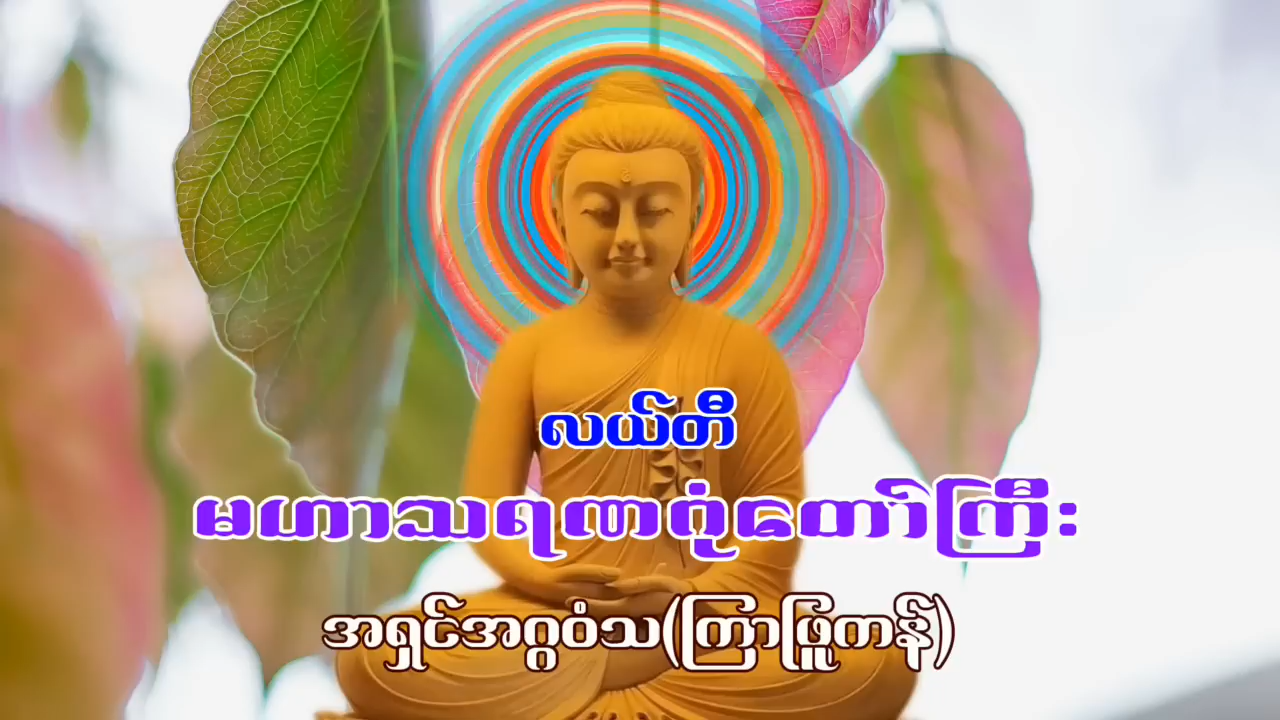 လယ်တီ
မဟာသရဏဂုံတော်ကြီး
အရှင်အဂ္ဂဝံသ(ကြာဖြူကန်)